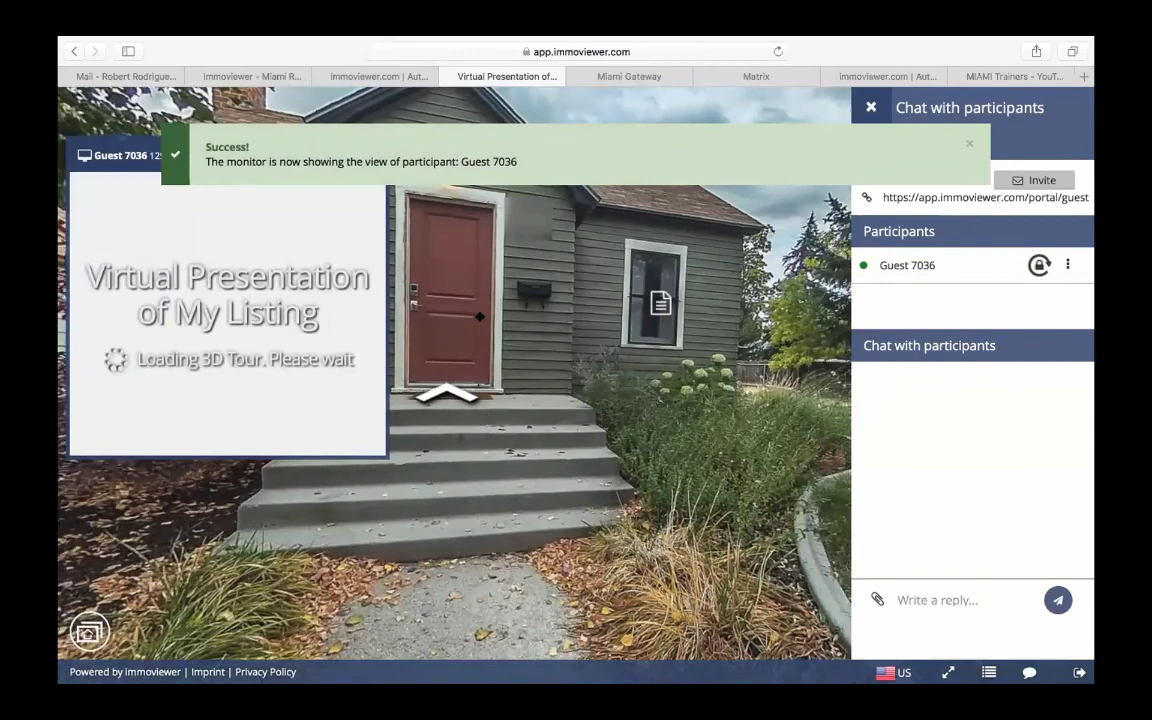 app.immoviewer.com
Mail - Robert Rodrigue...
Immoviewer - Miami R...
immoviewer.com | Aut...
Virtual Presentation of...
Miami Gateway
Matrix
immoviewer.com | Aut...
MIAMI Trainers - YouT...
Chat with participants
Guest 7036
Success!
The monitor is now showing the view of participant: Guest 7036
Invite
https://app.immoviewer.com/portal/guest
Participants
Guest 7036
Virtual Presentation
of My Listing
Loading 3D Tour. Please wait
Chat with participants
Write a reply...
Powered by immoviewer | Imprint | Privacy Policy
US